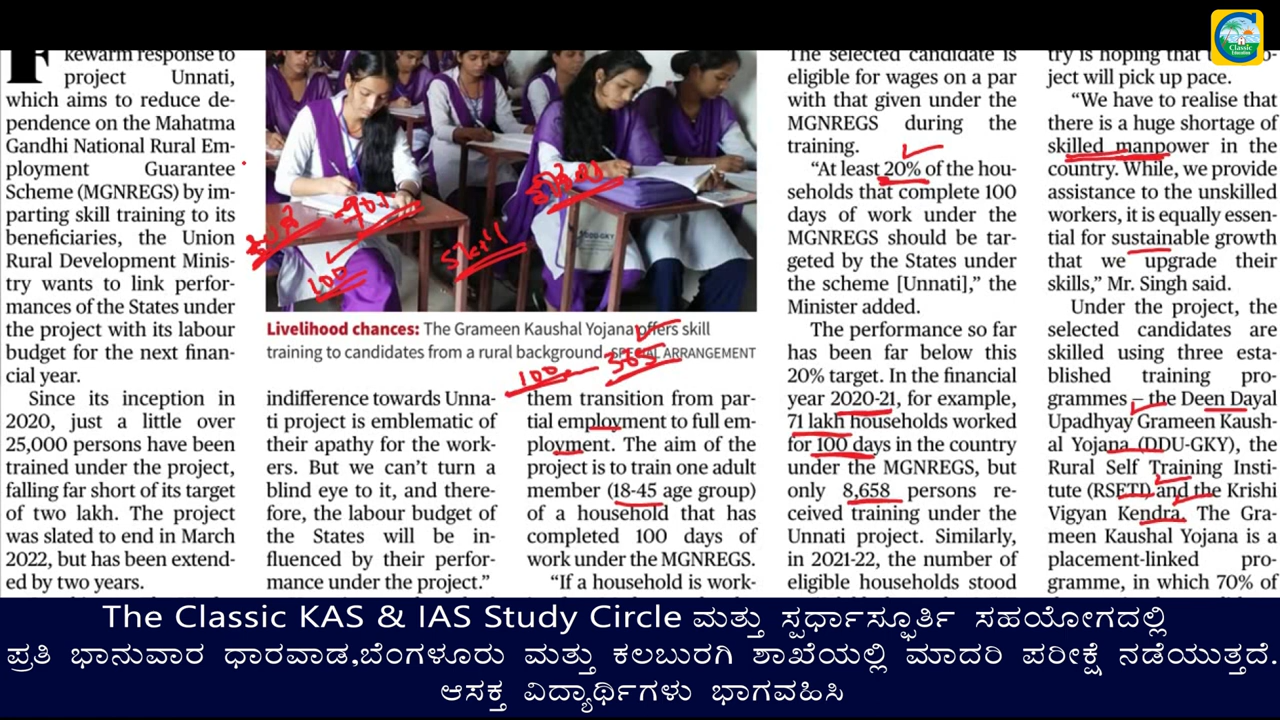 Classic
Education
kewarm response to
project Unnati,
which aims to reduce de-
pendence on the Mahatma
Gandhi National Rural Em-
ployment Guarantee
Scheme (MGNREGS) by im-
parting skill training to its
beneficiaries, the Union
Rural Development Minis-
try wants to link perfor-
mances of the States under
the project with its labour
budget for the next finan-
cial year.
Since its inception in
2020, just a little over
25,000 persons have been
trained under the project,
falling far short of its target
of two lakh. The project
was slated to end in March
2022, but has been extend-
ed by two years.
100
skill
Livelihood chances: The Grameen Kaushal Yojana offers skill
training to candidates from a rural background. SPECIAL ARRANGEMENT
100
365
indifference towards Unna-
ti project is emblematic of
their apathy for the work-
ers. But we can't turn a
blind eye to it, and there-
fore, the labour budget of
the States will be in-
fluenced by their perfor-
mance under the project."
them transition from par-
tial employment to full em-
ployment. The aim of the
project is to train one adult
member (18-45 age group)
of a household that has
completed 100 days of
work under the MGNREGS.
"If a household is work-
The selected candidate is
eligible for wages on a par
with that given under the
MGNREGS during the
training.
"At least 20% of the hou-
seholds that complete 100
days of work under the
MGNREGS should be tar-
geted by the States under
the scheme [Unnati]," the
Minister added.
The performance so far
has been far below this
20% target. In the financial
year 2020-21, for example,
71 lakh households worked
for 100 days in the country
under the MGNREGS, but
only 8,658 persons re-
ceived training under the
Unnati project. Similarly,
in 2021-22, the number of
eligible households stood
try is hoping that
ject will pick up pace.
"We have to realise that
there is a huge shortage of
skilled manpower in the
country. While, we provide
assistance to the unskilled
workers, it is equally essen-
tial for sustainable growth
that we upgrade their
skills," Mr. Singh said.
Under the project, the
selected candidates are
skilled using three esta-
blished training pro-
grammes – the Deen Dayal
Upadhyay Grameen Kaush-
al Yojana (DDU-GKY), the
Rural Self Training Insti-
tute (RSETI) and the Krishi
Vigyan Kendra. The Gra-
meen Kaushal Yojana is a
placement-linked pro-
gramme, in which 70% of
The Classic KAS & IAS Study Circle ಮತ್ತು ಸ್ಪರ್ಧಾಸ್ಫೂರ್ತಿ ಸಹಯೋಗದಲ್ಲಿ
ಪ್ರತಿ ಭಾನುವಾರ ಧಾರವಾಡ,ಬೆಂಗಳೂರು ಮತ್ತು ಕಲಬುರಗಿ ಶಾಖೆಯಲ್ಲಿ ಮಾದರಿ ಪರೀಕ್ಷೆ ನಡೆಯುತ್ತದೆ.
ಆಸಕ್ತ ವಿದ್ಯಾರ್ಥಿಗಳು ಭಾಗವಹಿಸಿ